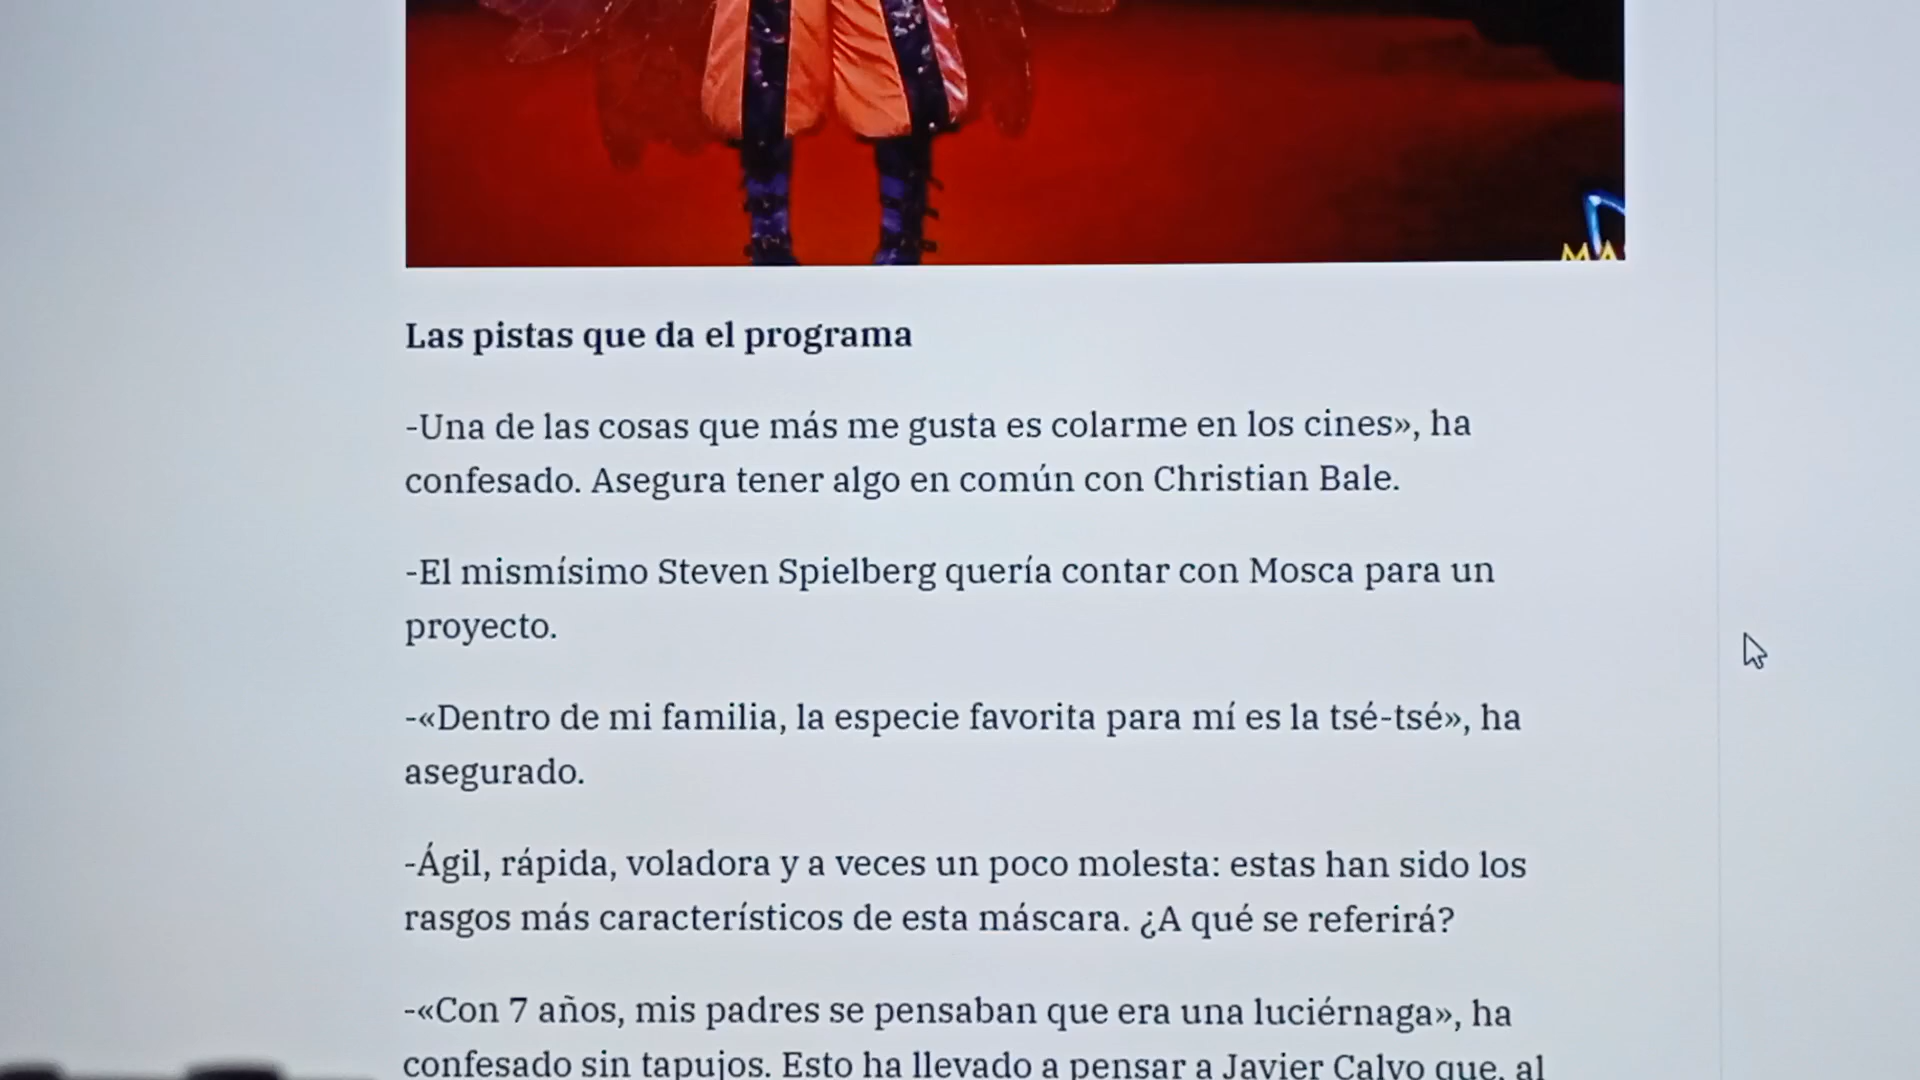 MA
Las pistas que da el programa
-Una de las cosas que más me gusta es colarme en los cines», ha
confesado. Asegura tener algo en común con Christian Bale.
-El mismísimo Steven Spielberg quería contar con Mosca para un
proyecto.
-«Dentro de mi familia, la especie favorita para mí es la tsé-tsé», ha
asegurado.
-Ágil, rápida, voladora y a veces un poco molesta: estas han sido los
rasgos más característicos de esta máscara. ¿A qué se referirá?
-«Con 7 años, mis padres se pensaban que era una luciérnaga», ha
confesado sin tapujos. Esto ha llevado a pensar a Javier Calvo que, al